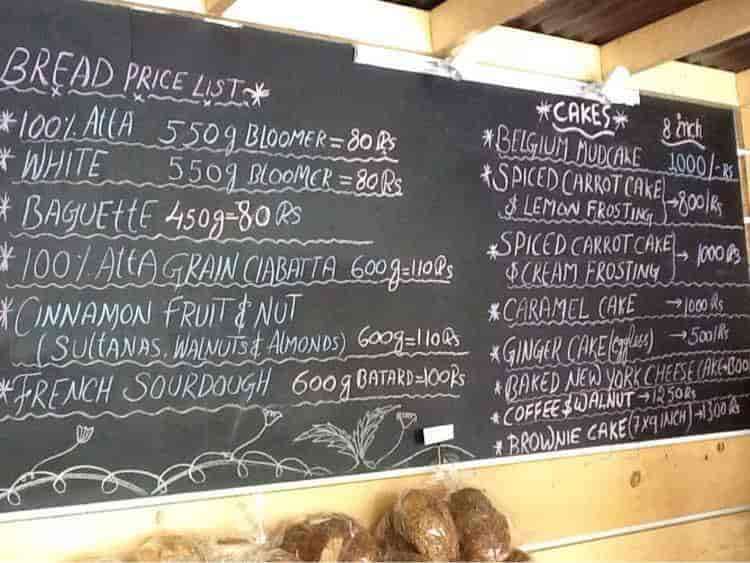 BREAD PRICE LIST *
* 100% AttA 550g BLOOMER = 80 Rs
* WHITE 550g BLOOMER = 80 Rs
* BAGUEttE 450g = 80 Rs
* 100% AttA GRAIN CIABATTA 600g = 110 Rs
* CINNAMON FRUIT & NUT
(SULTANAS, WALNUTS & ALMONDS) 600g = 110 Rs
* FRENCH SOURDOUGH 600g BATARD = 100 Rs
* CAKES *
8 inch
* BELGIUM MUDCAKE 1000/- Rs
* SPICED CARROT CAKE
& LEMON FROSTING → 800/Rs
* SPICED CARROT CAKE
& CREAM FROSTING → 1000 Rs
* CARAMEL CAKE → 1000 Rs
* GINGER CAKE (eggless) → 500/Rs
* BAKED NEW YORK CHEESE CAKE
* COFFEE & WALNUT → 1250 Rs
* BROWNIE CAKE (7 X 9 INCH) → 1300 Rs